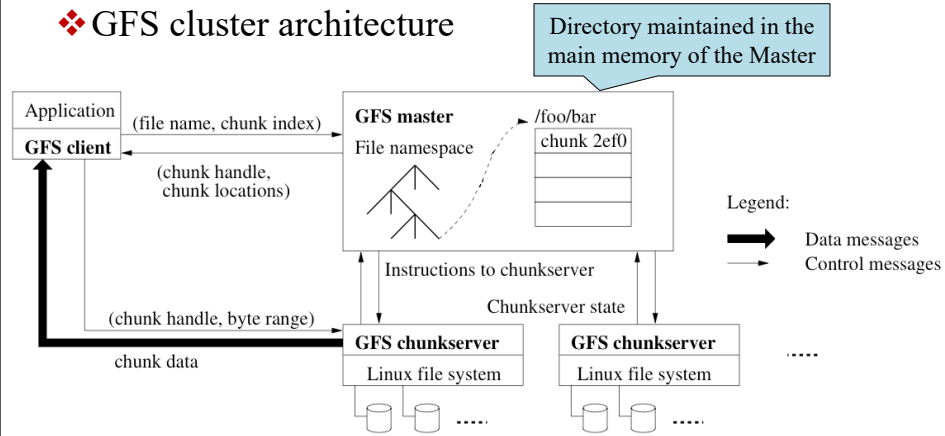 GFS cluster architecture
Directory maintained in the
main memory of the Master
Application
GFS client
(file name, chunk index)
(chunk handle,
chunk locations)
GFS master
File namespace
/foo/bar
chunk 2ef0
Legend:
Data messages
Control messages
Instructions to chunkserver
Chunkserver state
(chunk handle, byte range)
chunk data
GFS chunkserver
Linux file system
GFS chunkserver
Linux file system